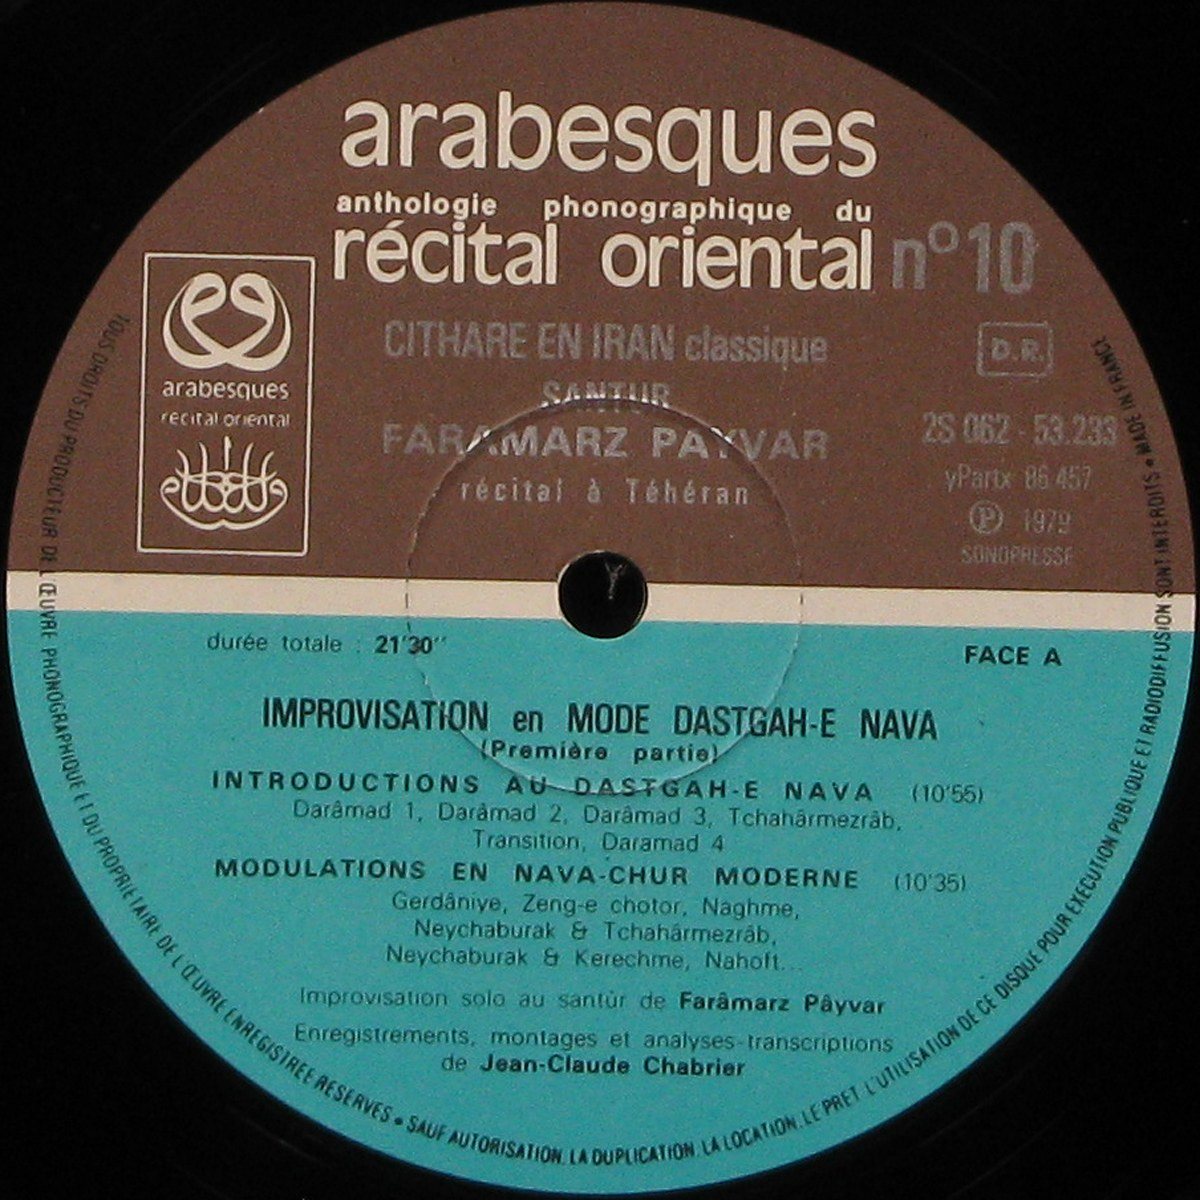 arabesques
anthologie phonographique du
récital oriental n° 10
arabesques
récital oriental
CITHARE EN IRAN classique
SANTUR
FARAMARZ PAYVAR
récital à Téhéran
D.R.
2S 062 - 53.233
yPartx 86.457
Ⓟ 1979
SONOPRESSE
durée totale : 21'30''
FACE A
IMPROVISATION en MODE DASTGAH-E NAVA
(Première partie)
INTRODUCTIONS AU DASTGAH-E NAVA (10'55)
Darâmad 1, Darâmad 2, Darâmad 3, Tchahârmezrâb,
Transition, Daramad 4
MODULATIONS EN NAVA-CHUR MODERNE (10'35)
Gerdâniye, Zeng-e chotor, Naghme,
Neychaburak & Tchahârmezrâb,
Neychaburak & Kerechme, Nahoft...
Improvisation solo au santûr de Farâmarz Pâyvar
Enregistrements, montages et analyses-transcriptions
de Jean-Claude Chabrier
TOUS DROITS DU PRODUCTEUR DE L'ŒUVRE PHONOGRAPHIQUE ET DU PROPRIETAIRE DE L'ŒUVRE ENREGISTREE RESERVES • SAUF AUTORISATION, LA DUPLICATION, LA LOCATION, LE PRET, L'UTILISATION DE CE DISQUE POUR EXECUTION PUBLIQUE ET RADIODIFFUSION SONT INTERDITS • MADE IN FRANCE